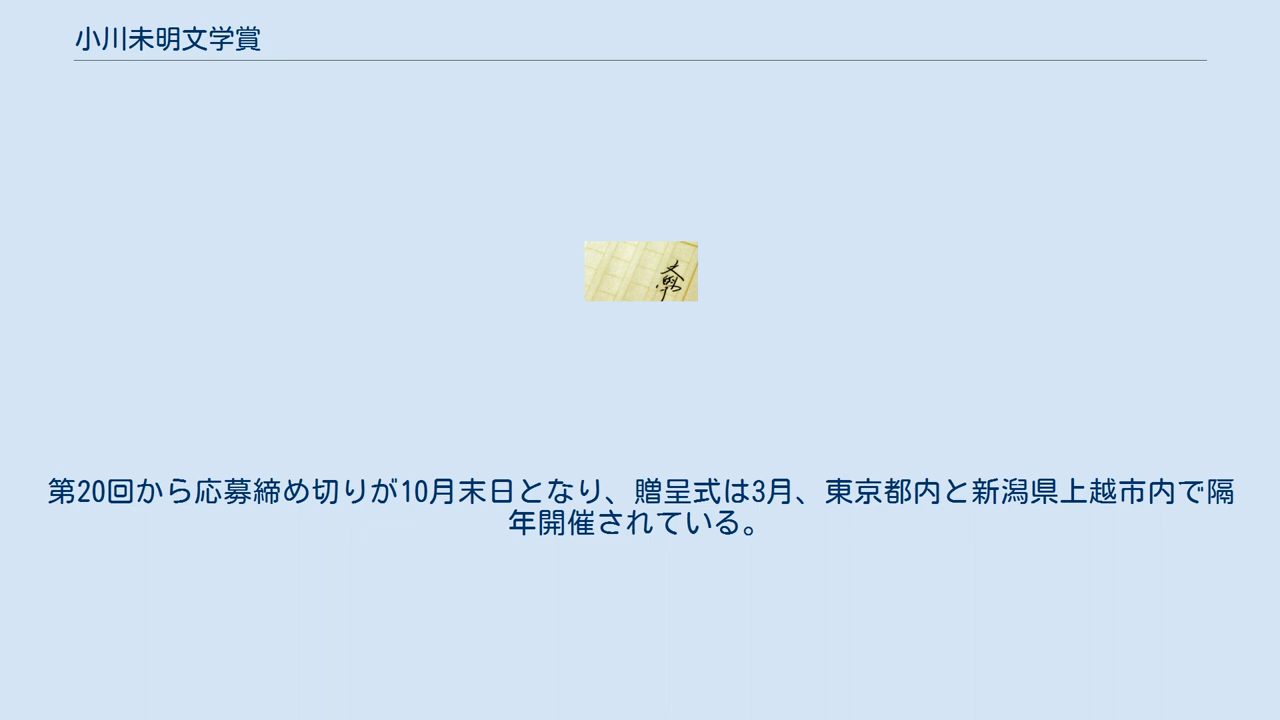 小川未明文学賞
第20回から応募締め切りが10月末日となり、贈呈式は3月、東京都内と新潟県上越市内で隔
年開催されている。